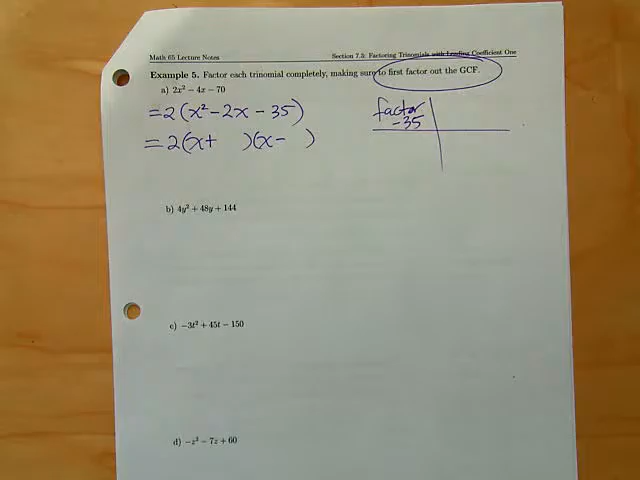 Math 65 Lecture Notes
Section 7.3: Factoring Trinomials with Leading Coefficient One
Example 5. Factor each trinomial completely, making sure to first factor out the GCF.
a) 2x² − 4x − 70
= 2(x² − 2x − 35)
= 2(x+ )(x− )
factor
−35
b) 4y² + 48y + 144
c) −3t² + 45t − 150
d) −z² − 7z + 60